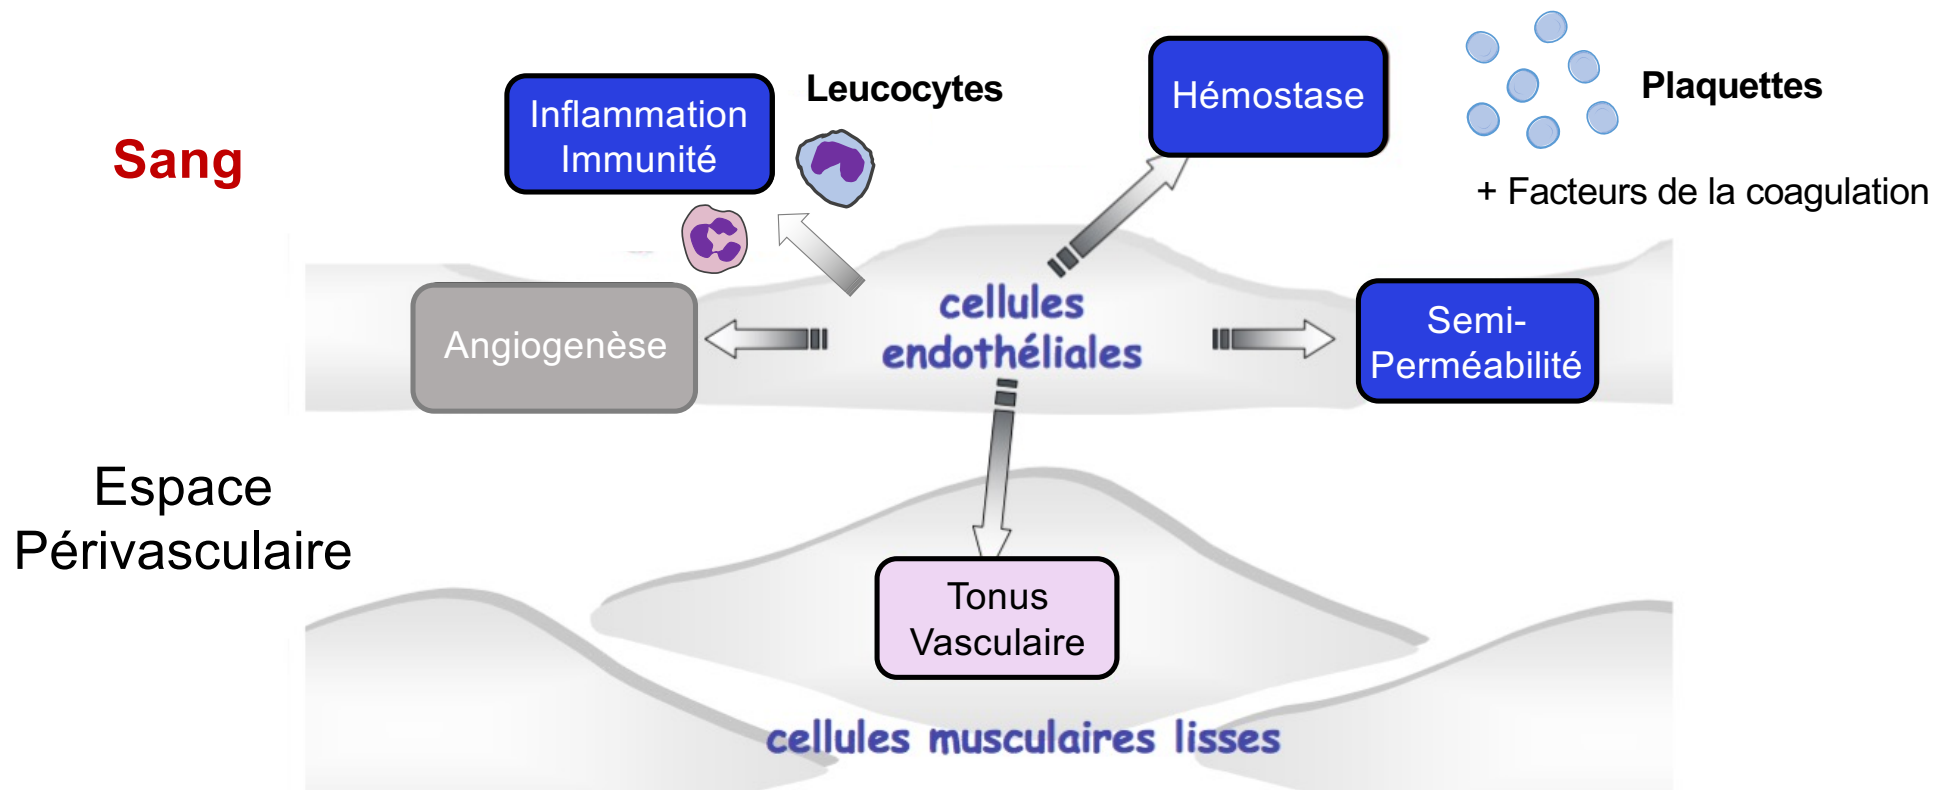 Leucocytes
Hémostase
Plaquettes
Inflammation
Immunité
Sang
+ Facteurs de la coagulation
cellules
endothéliales
Angiogenèse
Semi-
Perméabilité
Espace
Périvasculaire
Tonus
Vasculaire
cellules musculaires lisses